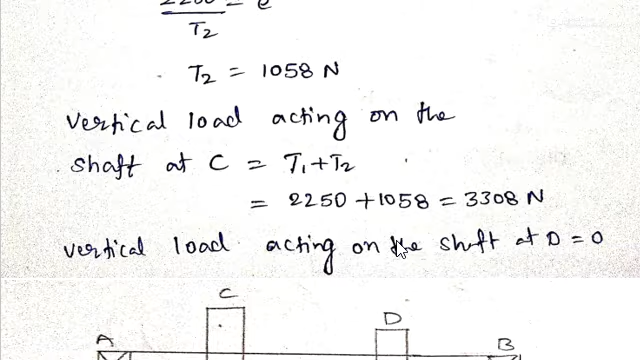 2250 = e
T2
T2 = 1058 N
vertical load acting on the
shaft at C = T1+T2
= 2250+1058 = 3308 N
vertical load acting on the shaft at D = 0
C
D
A
B